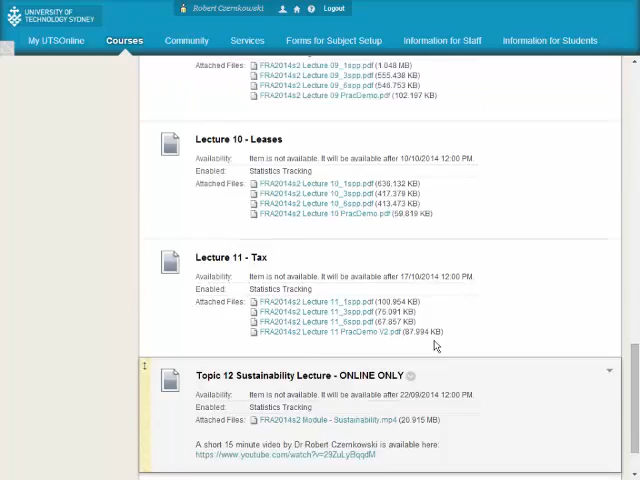 UNIVERSITY OF
TECHNOLOGY SYDNEY
Robert Czernkowski
Logout
My UTSOnline Courses Community Services Forms for Subject Setup Information for Staff Information for Students
FRA2014s2 Lecture 09_1spp.pdf (1.048 MB)
FRA2014s2 Lecture 09_3spp.pdf (555.438 KB)
FRA2014s2 Lecture 09_6spp.pdf (546.753 KB)
FRA2014s2 Lecture 09 PracDemo.pdf (102.197 KB)
Lecture 10 - Leases
Availability: Item is not available. It will be available after 10/10/2014 12:00 PM.
Enabled: Statistics Tracking
Attached Files: FRA2014s2 Lecture 10_1spp.pdf (636.132 KB)
FRA2014s2 Lecture 10_3spp.pdf (417.379 KB)
FRA2014s2 Lecture 10_6spp.pdf (413.473 KB)
FRA2014s2 Lecture 10 PracDemo.pdf (59.819 KB)
Lecture 11 - Tax
Availability: Item is not available. It will be available after 17/10/2014 12:00 PM.
Enabled: Statistics Tracking
Attached Files: FRA2014s2 Lecture 11_1spp.pdf (100.954 KB)
FRA2014s2 Lecture 11_3spp.pdf (75.091 KB)
FRA2014s2 Lecture 11_6spp.pdf (67.857 KB)
FRA2014s2 Lecture 11 PracDemo V2.pdf (87.994 KB)
Topic 12 Sustainability Lecture - ONLINE ONLY
Availability: Item is not available. It will be available after 22/09/2014 12:00 PM.
Enabled: Statistics Tracking
Attached Files: FRA2014s2 Module - Sustainability.mp4 (20.915 MB)
A short 15 minute video by Dr Robert Czernkowski is available here:
https://www.youtube.com/watch?v=29ZuLyBqqdM